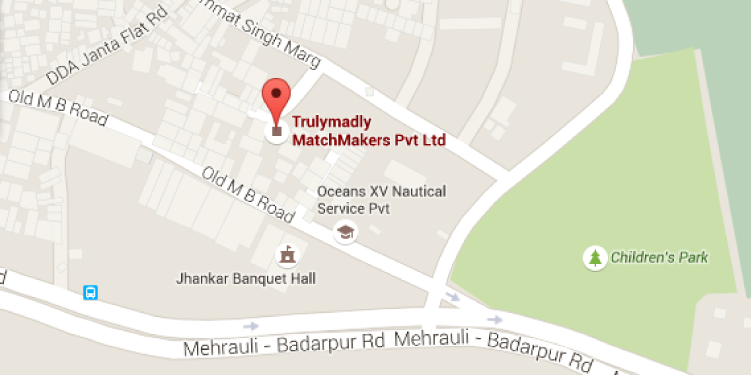 mmat Singh Marg
DDA Janta Flat Rd
Old M B Road
Trulymadly
MatchMakers Pvt Ltd
Old M B Road
Oceans XV Nautical
Service Pvt
Children's Park
Jhankar Banquet Hall
d
Mehrauli - Badarpur Rd
Mehrauli - Badarpur Rd